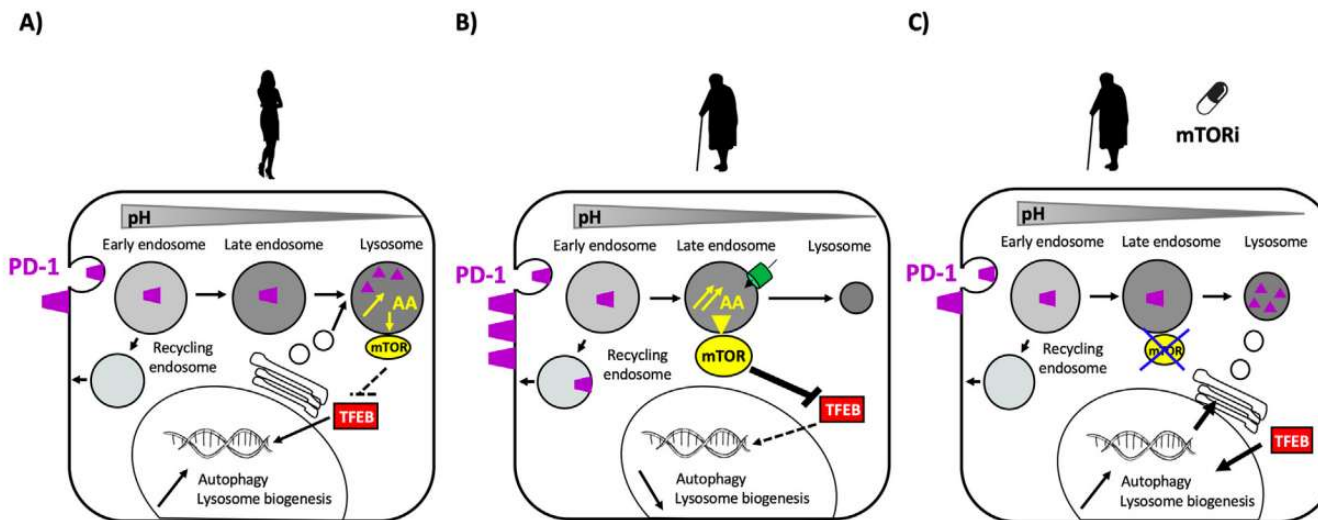 A)
pH
Early endosome
Late endosome
Lysosome
PD-1
AA
mTOR
Recycling
endosome
TFEB
Autophagy
Lysosome biogenesis
B)
pH
Early endosome
Late endosome
Lysosome
PD-1
AA
mTOR
Recycling
endosome
TFEB
Autophagy
Lysosome biogenesis
C)
mTORi
pH
Early endosome
Late endosome
Lysosome
PD-1
mTOR
Recycling
endosome
TFEB
Autophagy
Lysosome biogenesis